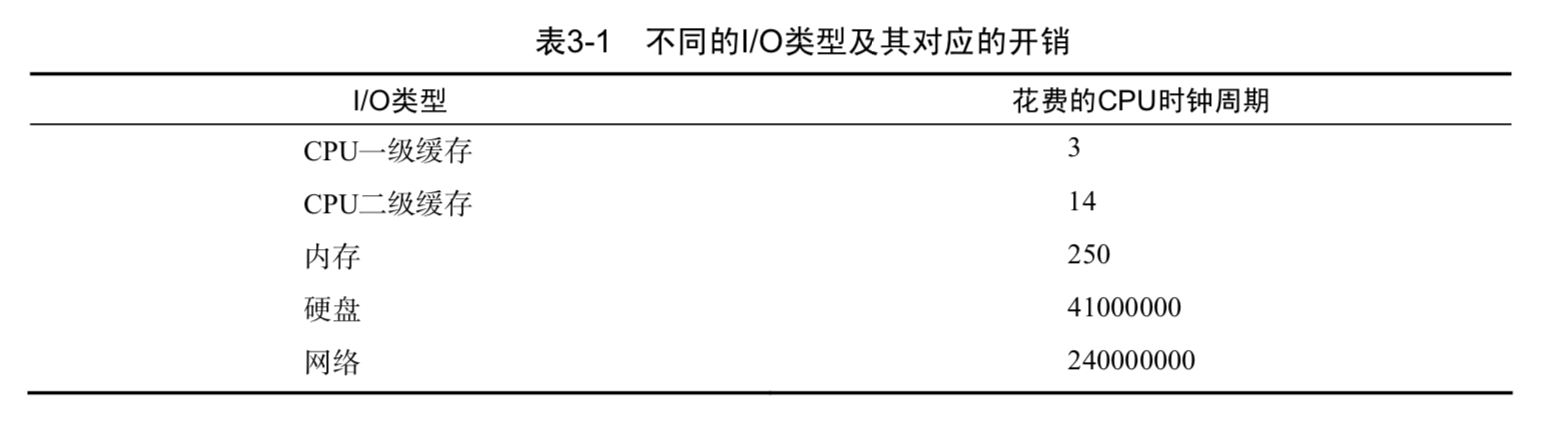 表3-1 不同的I/O类型及其对应的开销
I/O类型 花费的CPU时钟周期
CPU一级缓存 3
CPU二级缓存 14
内存 250
硬盘 41000000
网络 240000000